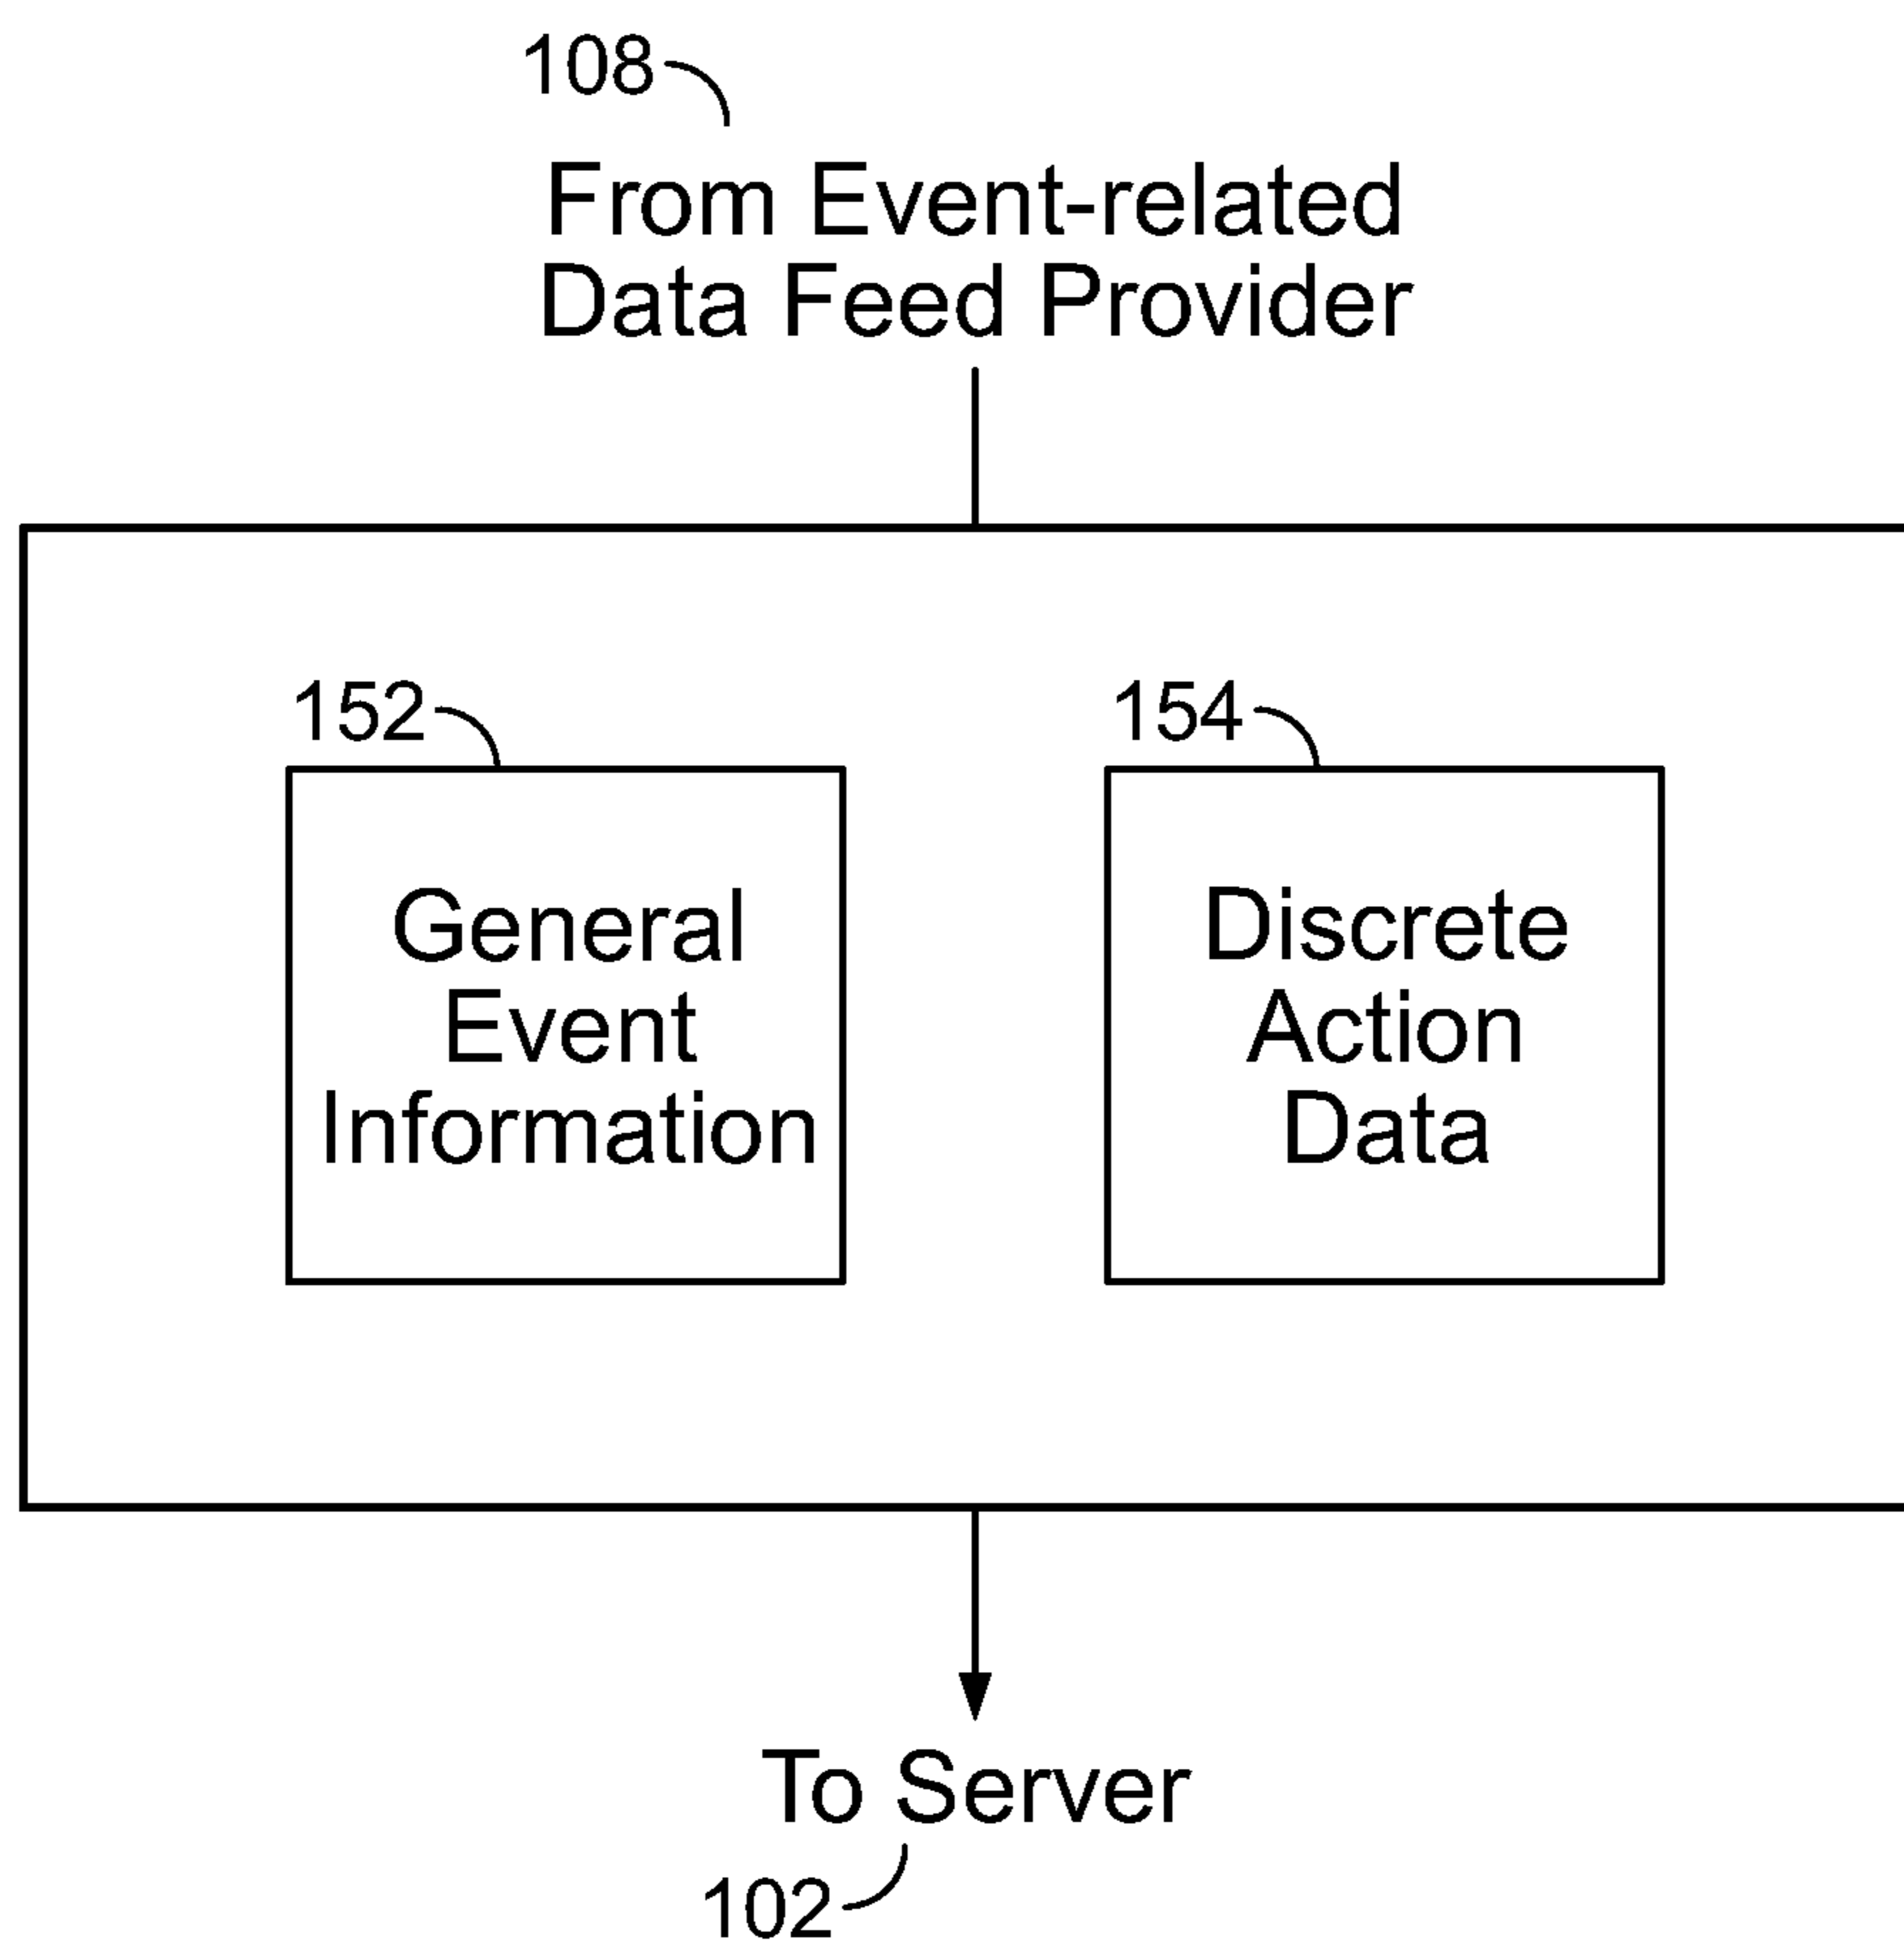 108
From Event-related
Data Feed Provider
152
154
General
Event
Information
Discrete
Action
Data
To Server
102